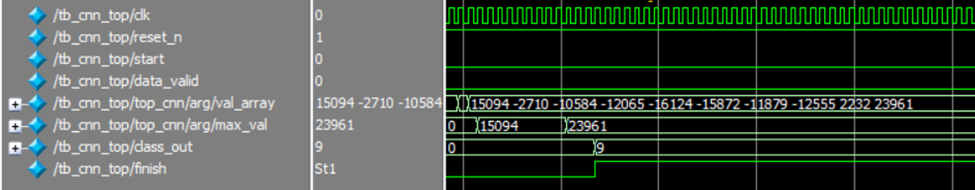 /tb_cnn_top/clk 0
/tb_cnn_top/reset_n 1
/tb_cnn_top/start 0
/tb_cnn_top/data_valid 0
/tb_cnn_top/top_cnn/arg/val_array 15094 -2710 -10584 15094 -2710 -10584 -12065 -16124 -15872 -11879 -12555 2232 23961
/tb_cnn_top/top_cnn/arg/max_val 23961 0 15094 23961
/tb_cnn_top/class_out 9 0 9
/tb_cnn_top/finish St1